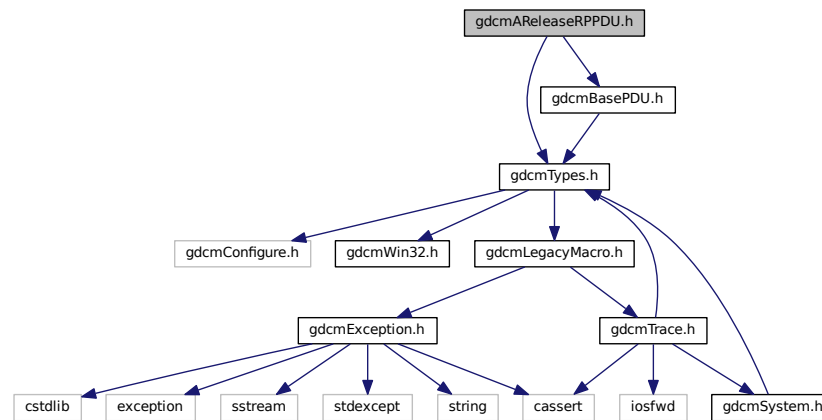 gdcmAReleaseRPPDU.h
gdcmBasePDU.h
gdcmTypes.h
gdcmConfigure.h
gdcmWin32.h
gdcmLegacyMacro.h
gdcmException.h
gdcmTrace.h
cstdlib
exception
sstream
stdexcept
string
cassert
iosfwd
gdcmSystem.h